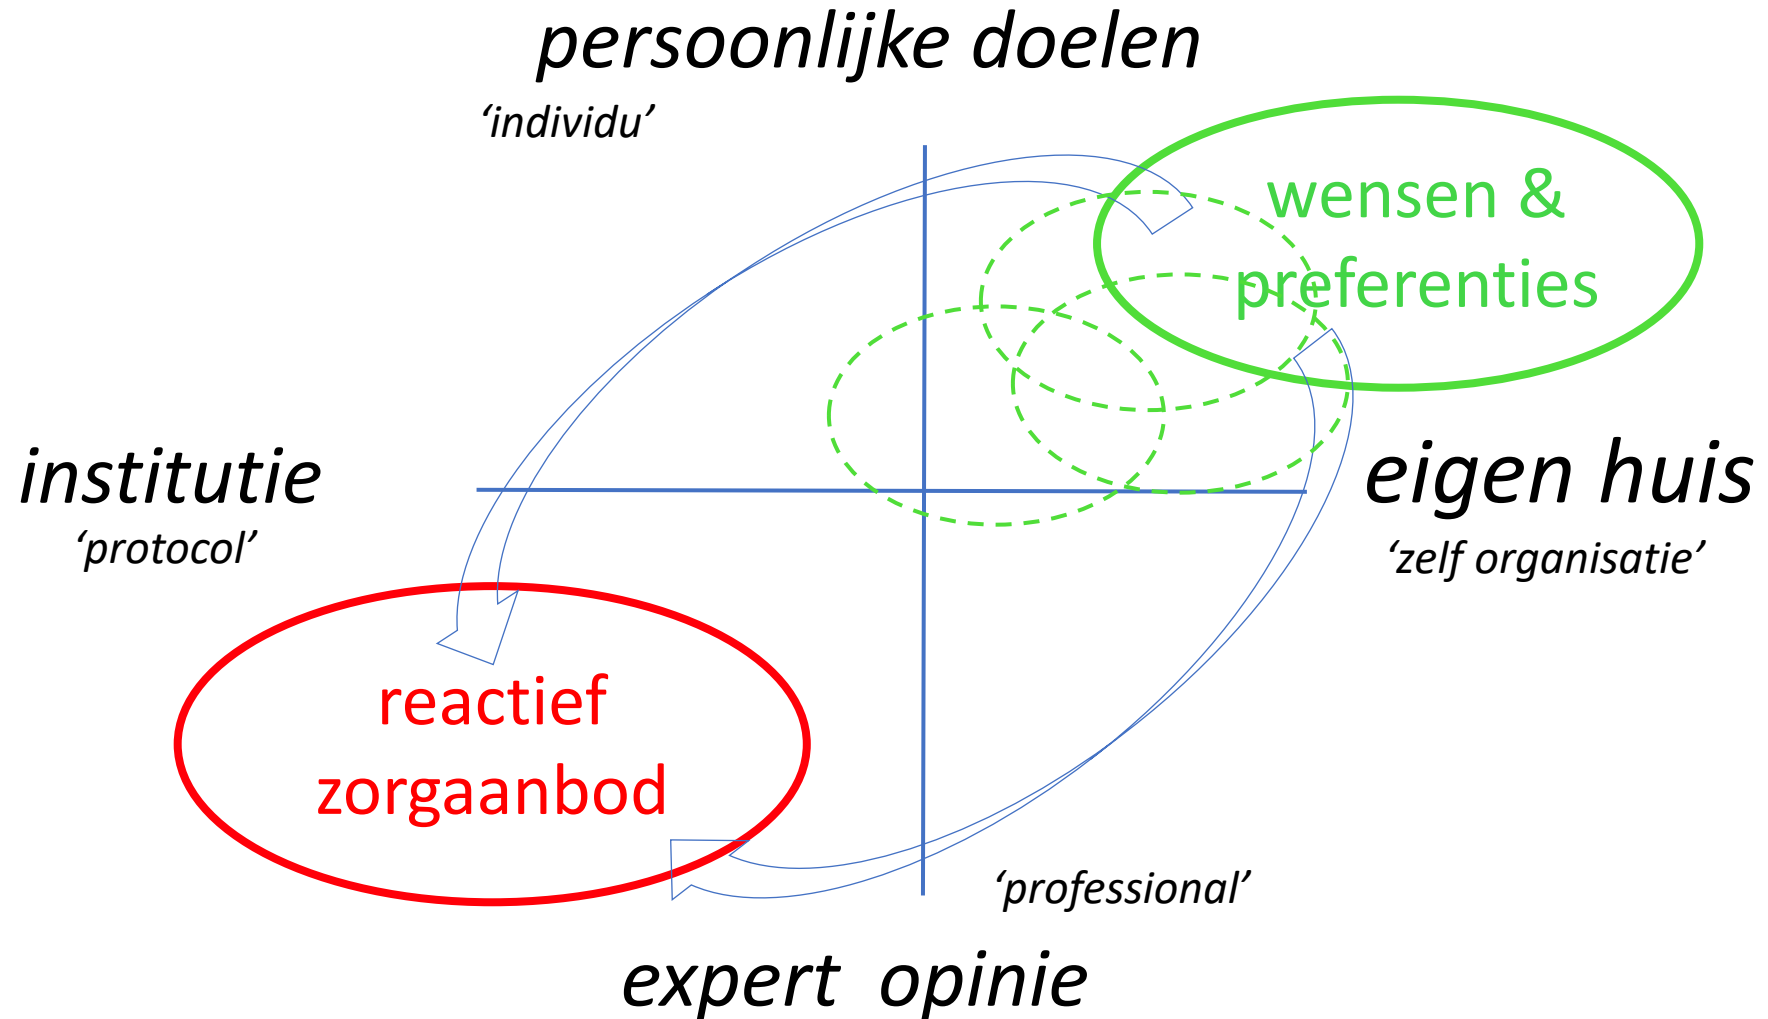 persoonlijke doelen
‘individu’
wensen &
preferenties
institutie
‘protocol’
eigen huis
‘zelf organisatie’
reactief
zorgaanbod
‘professional’
expert opinie